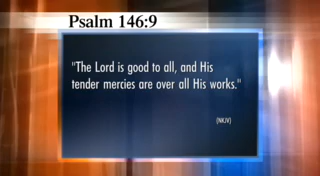 Psalm 146:9
"The Lord is good to all, and His
tender mercies are over all His works."
(NKJV)